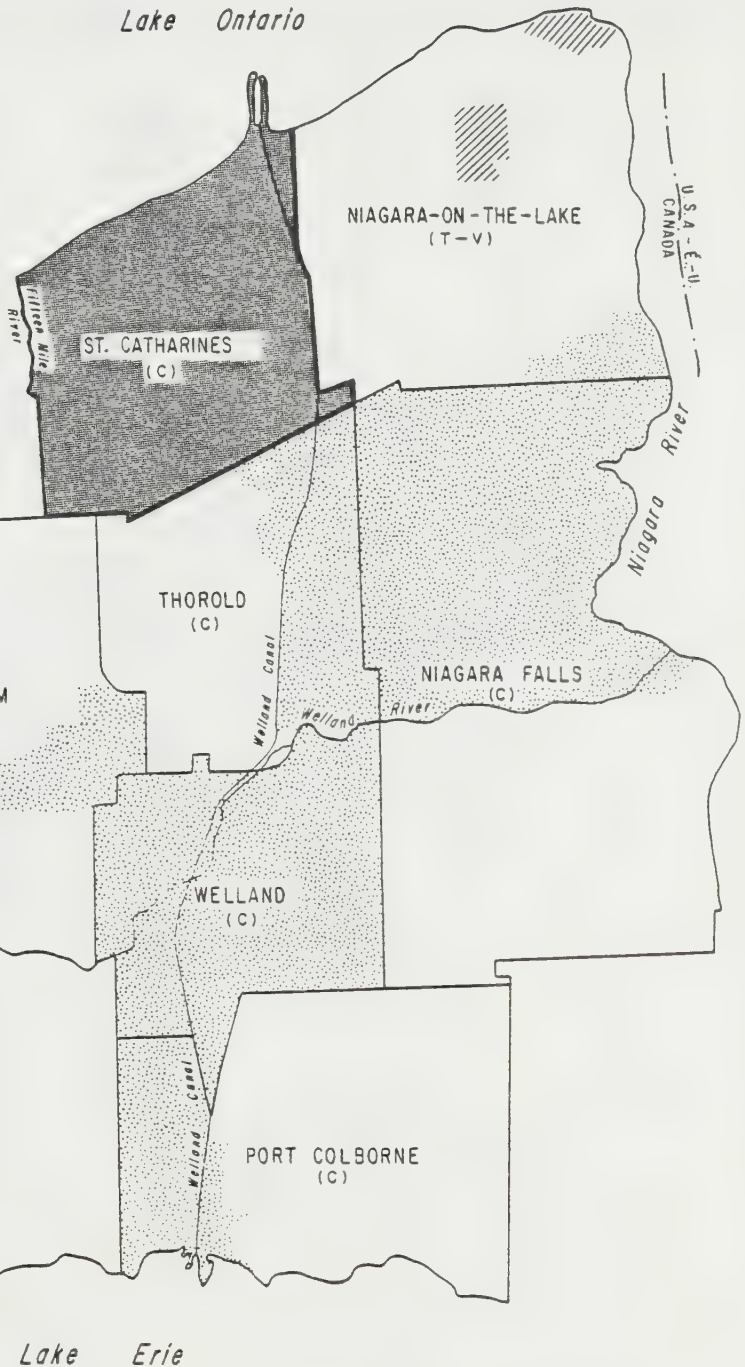 Lake Ontario
NIAGARA-ON-THE-LAKE
(T-V)
U.S.A.-É.-U.
CANADA
Fifteen Mile
River
ST. CATHARINES
(C)
Niagara River
THOROLD
(C)
Welland Canal
M
NIAGARA FALLS
(C)
Welland River
WELLAND
(C)
Welland Canal
PORT COLBORNE
(C)
Lake Erie